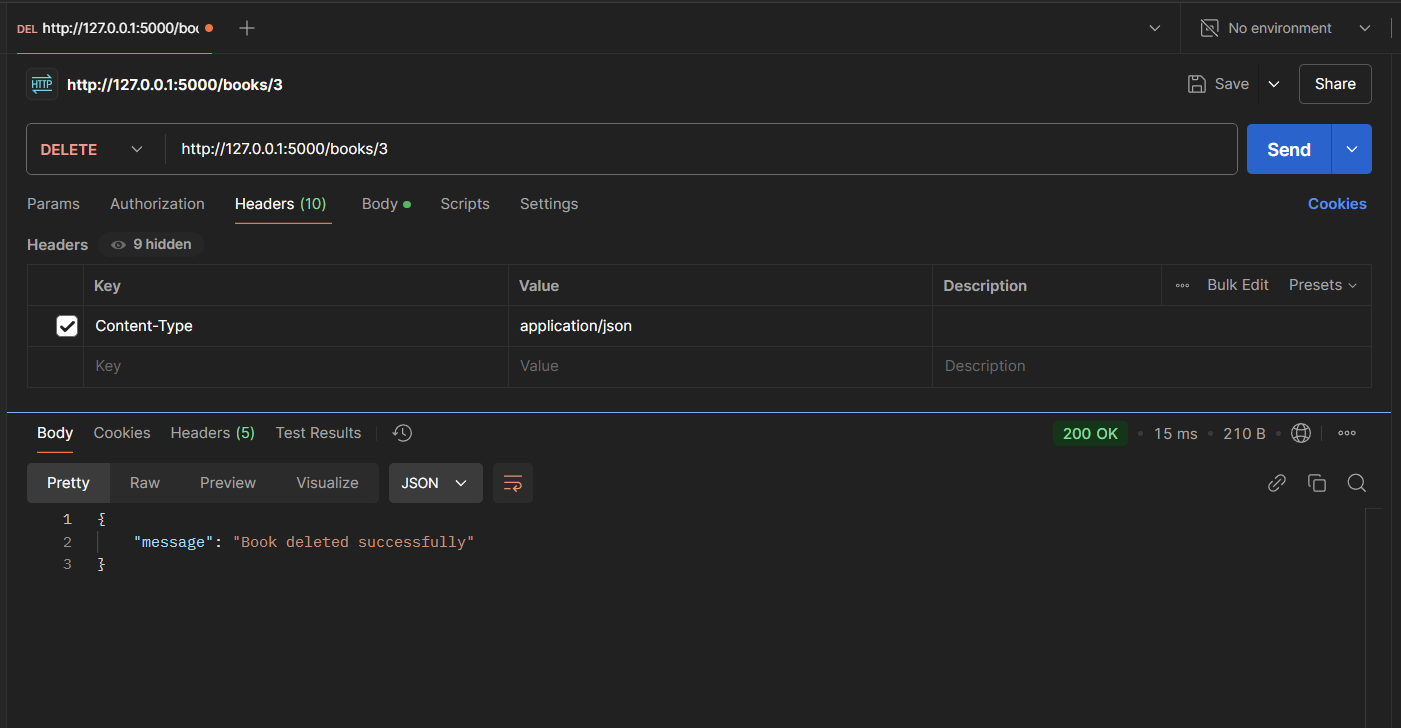 DEL http://127.0.0.1:5000/boo
No environment
HTTP http://127.0.0.1:5000/books/3
Save
Share
DELETE http://127.0.0.1:5000/books/3
Send
Params Authorization Headers (10) Body Scripts Settings Cookies
Headers 9 hidden
Key Value Description Bulk Edit Presets
Content-Type application/json
Key Value Description
Body Cookies Headers (5) Test Results 200 OK 15 ms 210 B
Pretty Raw Preview Visualize JSON
1 {
2 "message": "Book deleted successfully"
3 }